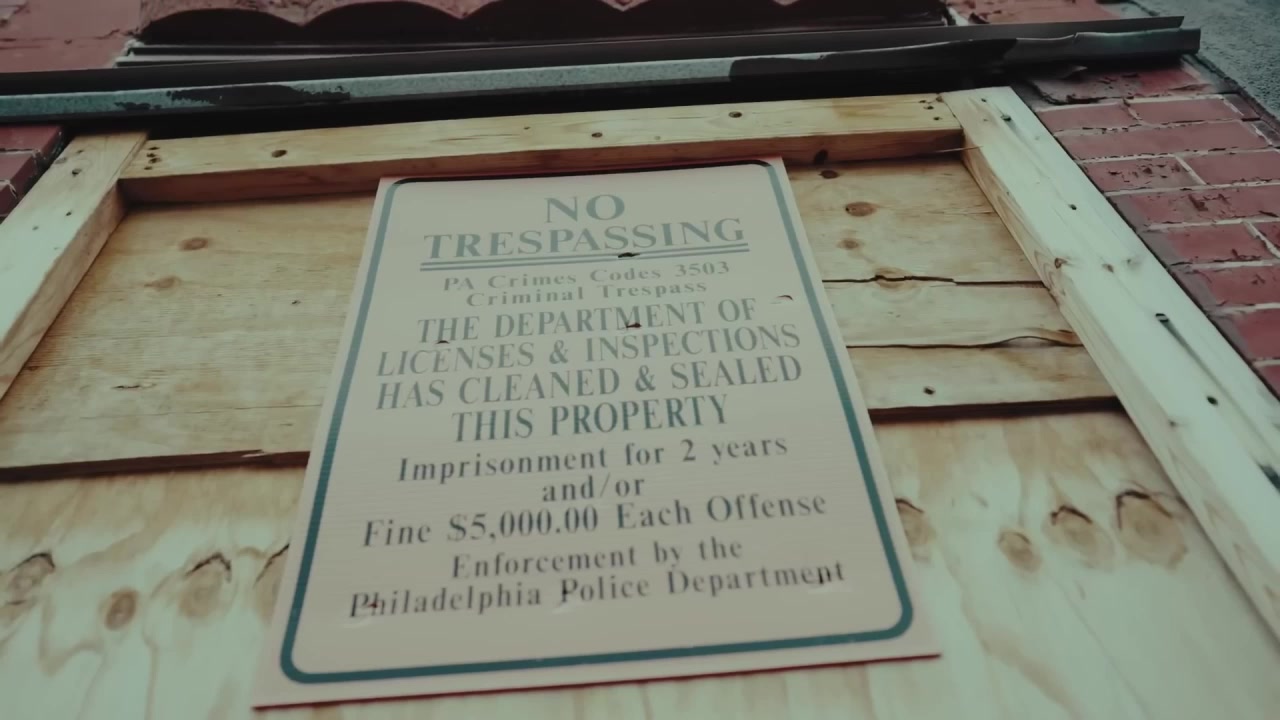 NO
TRESPASSING
PA Crimes Codes 3503
Criminal Trespass
THE DEPARTMENT OF
LICENSES & INSPECTIONS
HAS CLEANED & SEALED
THIS PROPERTY
Imprisonment for 2 years
and/or
Fine $5,000.00 Each Offense
Enforcement by the
Philadelphia Police Department